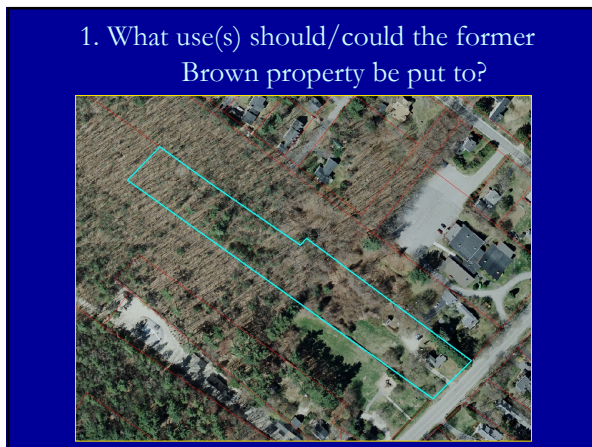 1. What use(s) should/could the former
Brown property be put to?